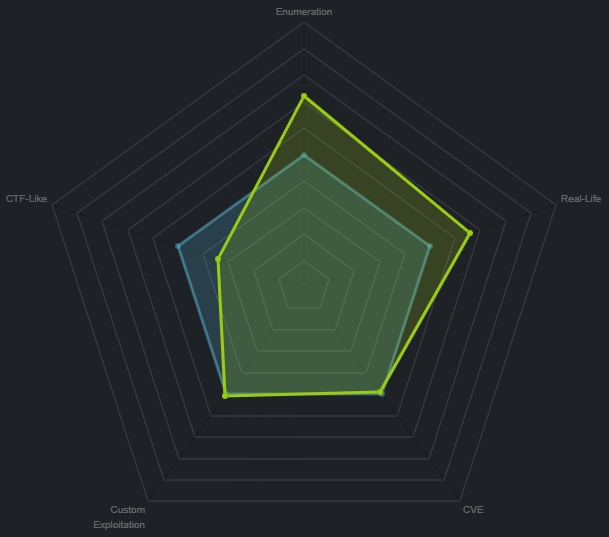 Enumeration
CTF-Like
Real-Life
Custom
Exploitation
CVE